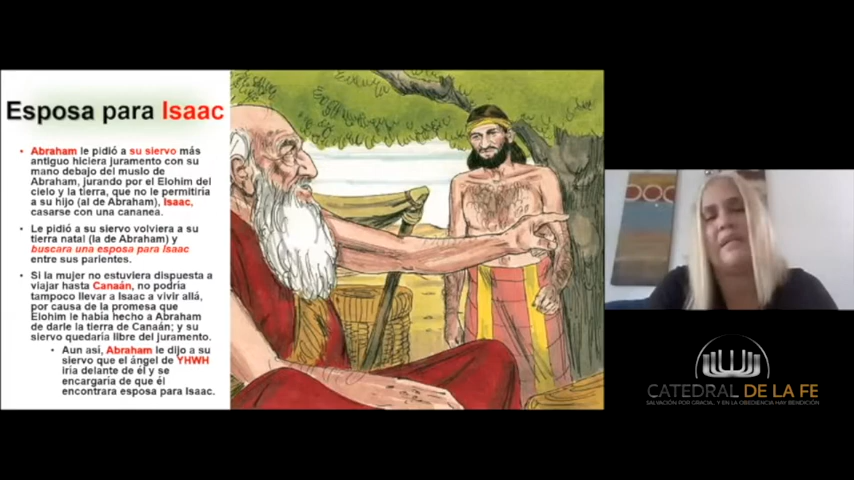 Esposa para Isaac
• Abraham le pidió a su siervo más
antiguo hiciera juramento con su
mano debajo del muslo de
Abraham, jurando por el Elohim del
cielo y la tierra, que no le permitiría
a su hijo (al de Abraham), Isaac,
casarse con una cananea.
• Le pidió a su siervo volviera a su
tierra natal (la de Abraham) y
buscara una esposa para Isaac
entre sus parientes.
• Si la mujer no estuviera dispuesta a
viajar hasta Canaán, no podría
tampoco llevar a Isaac a vivir allá,
por causa de la promesa que
Elohim le había hecho a Abraham
de darle la tierra de Canaán; y su
siervo quedaría libre del juramento.
• Aun así, Abraham le dijo a su
siervo que el ángel de YHWH
iría delante de él y se
encargaría de que él
encontrara esposa para Isaac.
CATEDRAL DE LA FE
SALVACIÓN POR GRACIA, Y EN LA OBEDIENCIA HAY BENDICIÓN